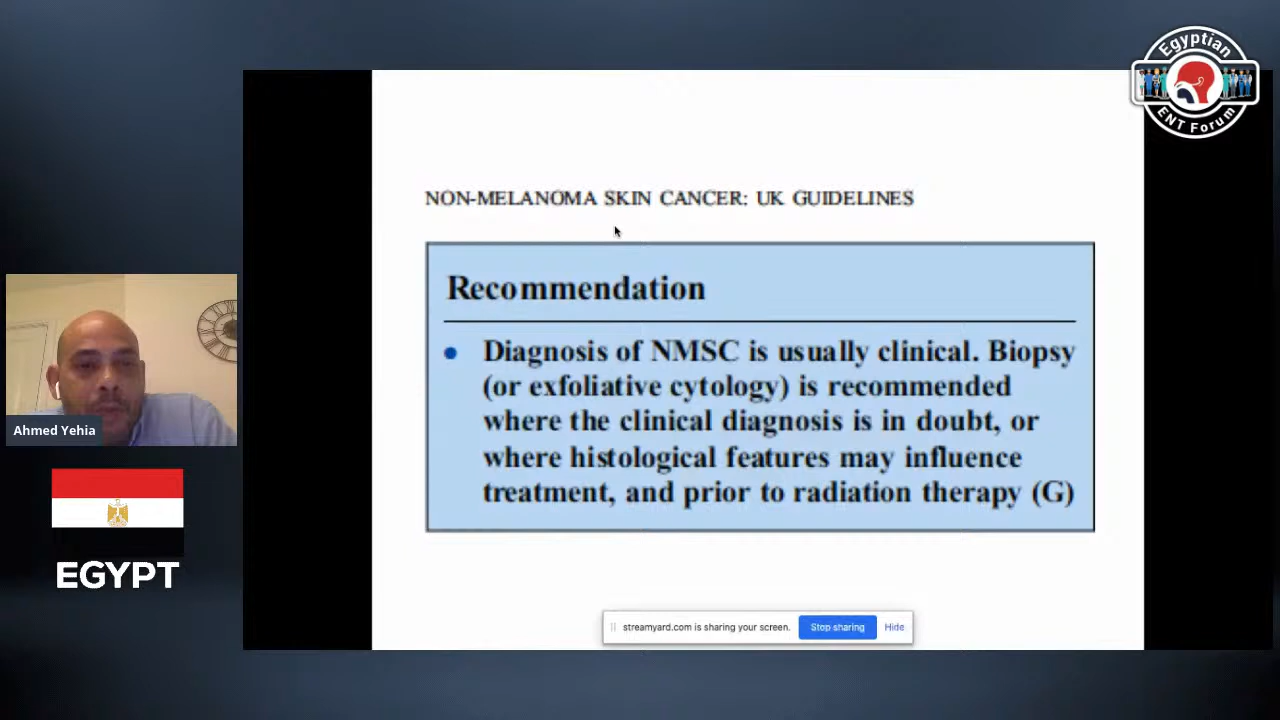 Egyptian
ENT Forum
NON-MELANOMA SKIN CANCER: UK GUIDELINES
Recommendation
Diagnosis of NMSC is usually clinical. Biopsy
(or exfoliative cytology) is recommended
where the clinical diagnosis is in doubt, or
where histological features may influence
treatment, and prior to radiation therapy (G)
Ahmed Yehia
EGYPT
streamyard.com is sharing your screen. Stop sharing Hide